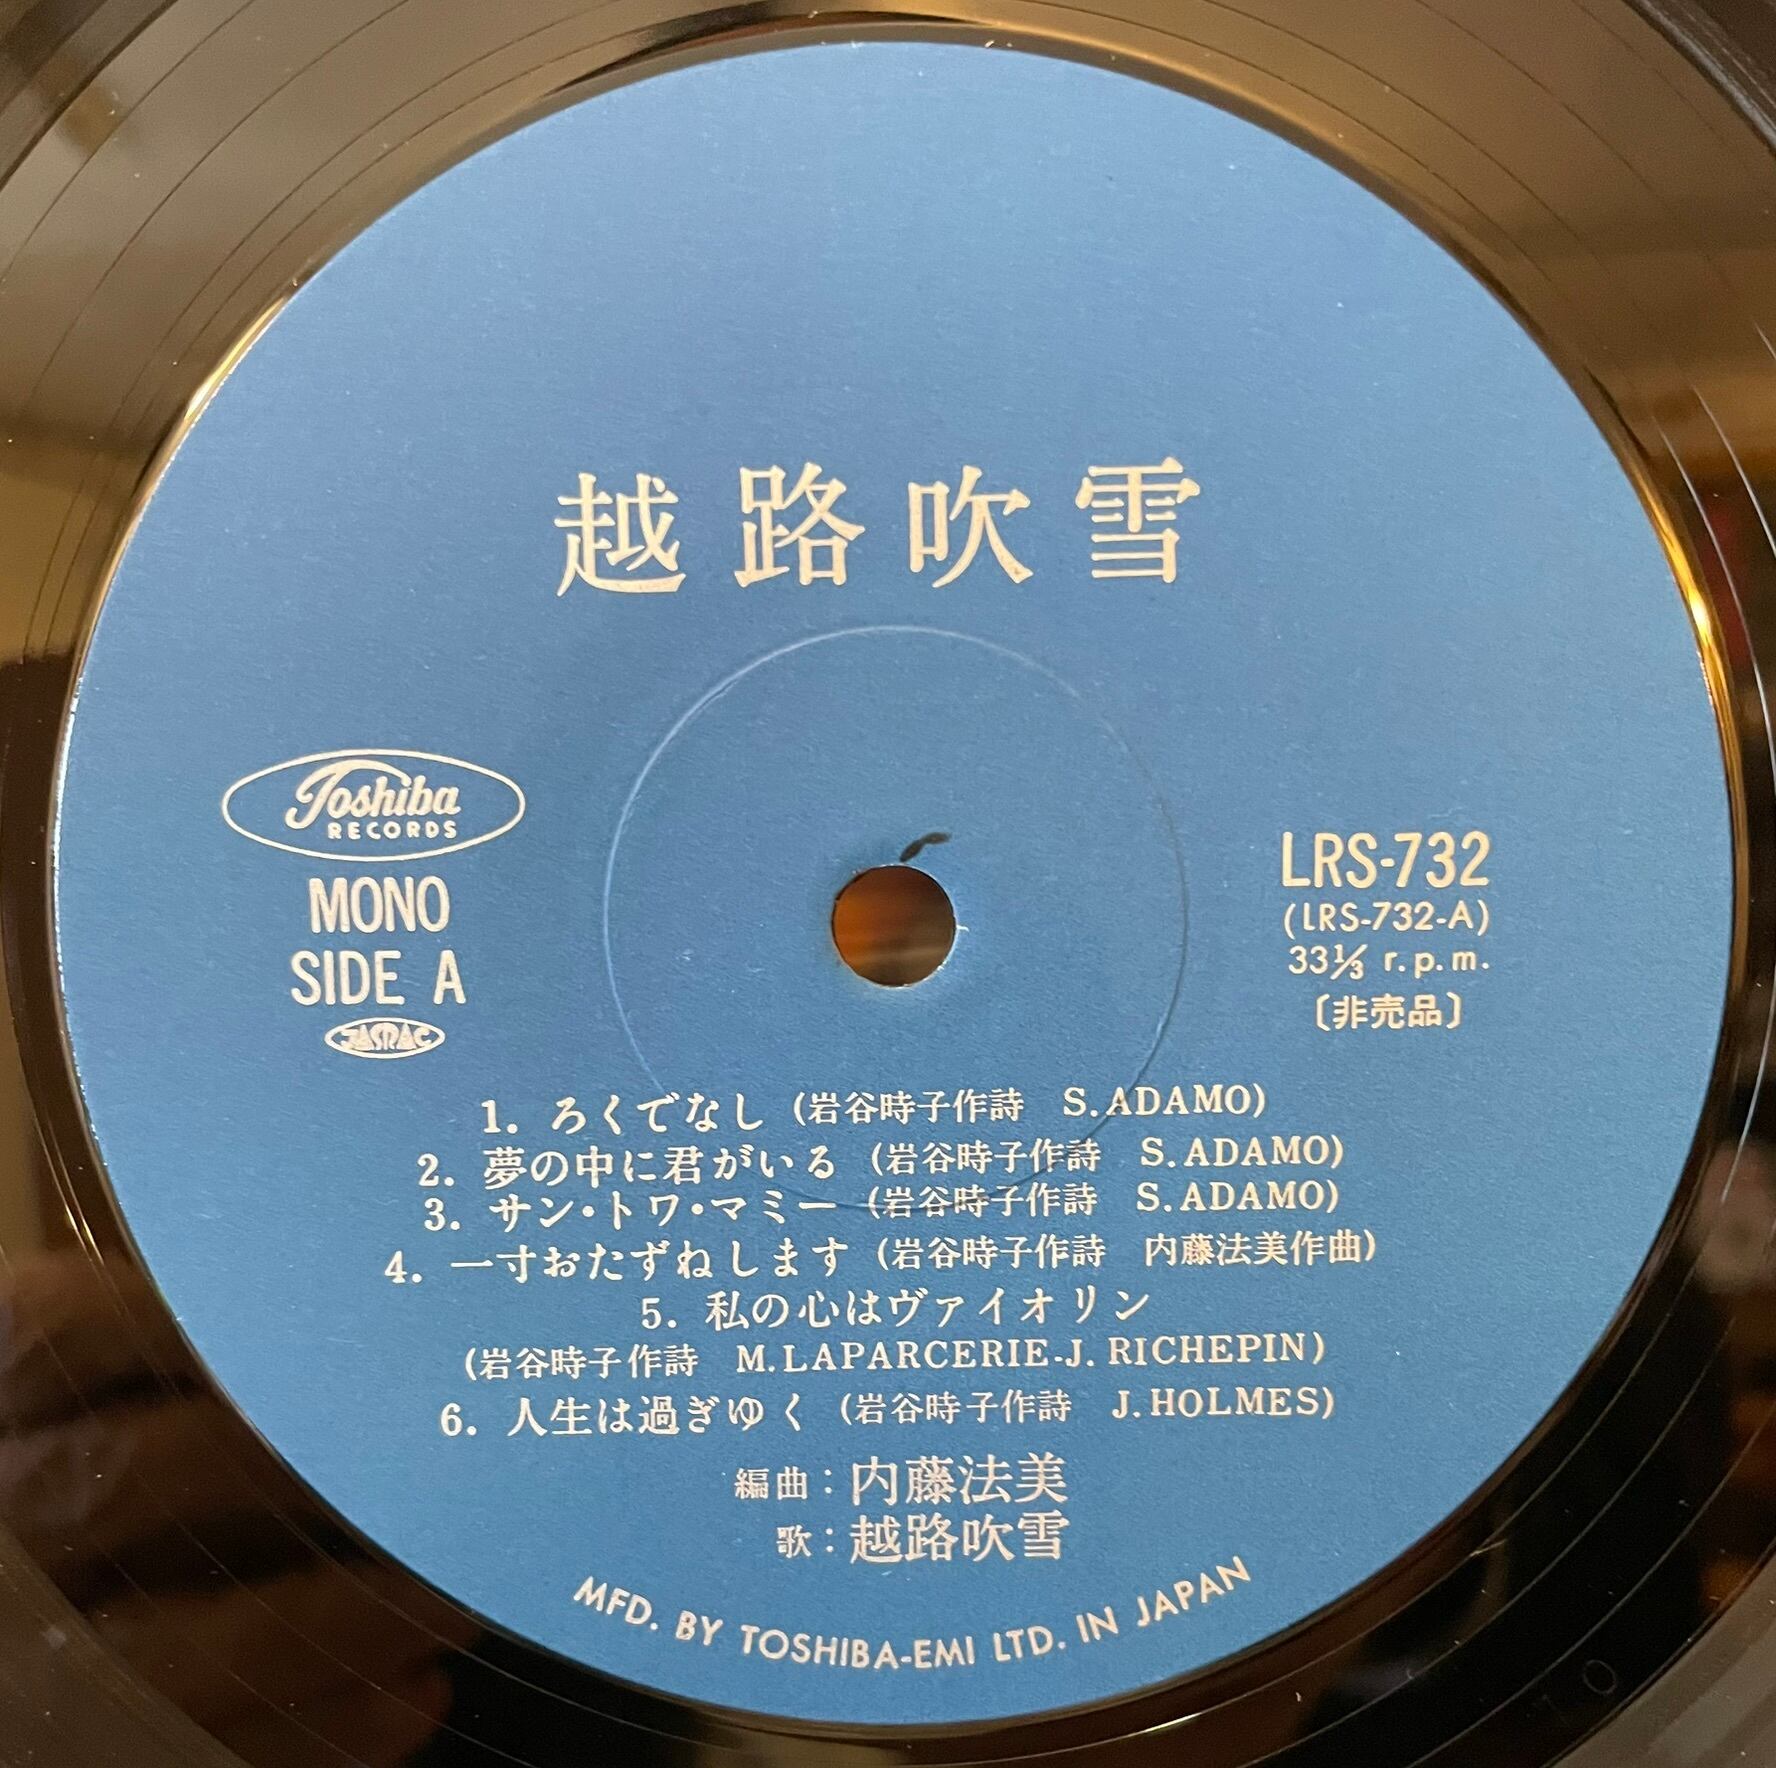 越路吹雪
Toshiba
RECORDS
MONO
SIDE A
JASRAC
LRS-732
(LRS-732-A)
33⅓ r.p.m.
〔非売品〕
1. ろくでなし (岩谷時子作詩 S.ADAMO)
2. 夢の中に君がいる (岩谷時子作詩 S.ADAMO)
3. サン・トワ・マミー (岩谷時子作詩 S.ADAMO)
4. 一寸おたずねします (岩谷時子作詩 内藤法美作曲)
5. 私の心はヴァイオリン
(岩谷時子作詩 M.LAPARCERIE-J.RICHEPIN)
6. 人生は過ぎゆく (岩谷時子作詩 J.HOLMES)
編曲：内藤法美
歌：越路吹雪
MFD. BY TOSHIBA-EMI LTD. IN JAPAN